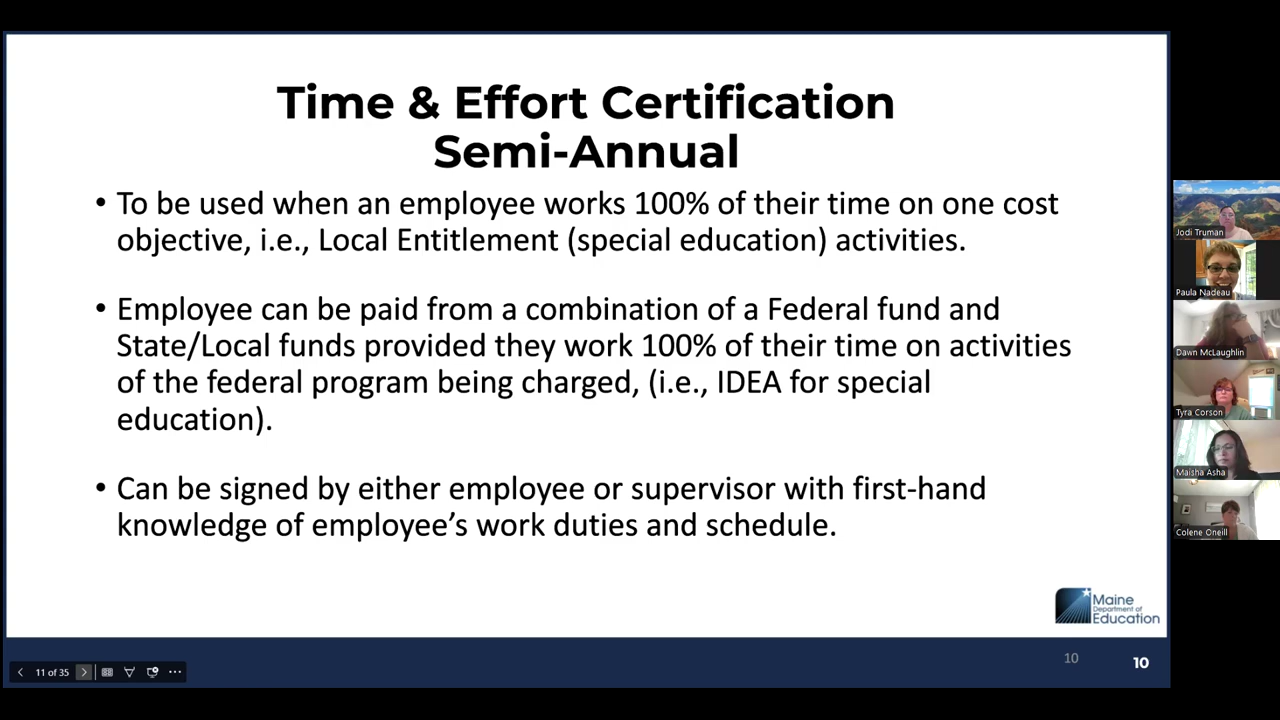 Time & Effort Certification
Semi-Annual
• To be used when an employee works 100% of their time on one cost
objective, i.e., Local Entitlement (special education) activities.
• Employee can be paid from a combination of a Federal fund and
State/Local funds provided they work 100% of their time on activities
of the federal program being charged, (i.e., IDEA for special
education).
• Can be signed by either employee or supervisor with first-hand
knowledge of employee’s work duties and schedule.
Maine
Department of
Education
10
10
11 of 35
Jodi Truman
Paula Nadeau
Dawn McLaughlin
Tyra Corson
Maisha Asha
Colene Oneill